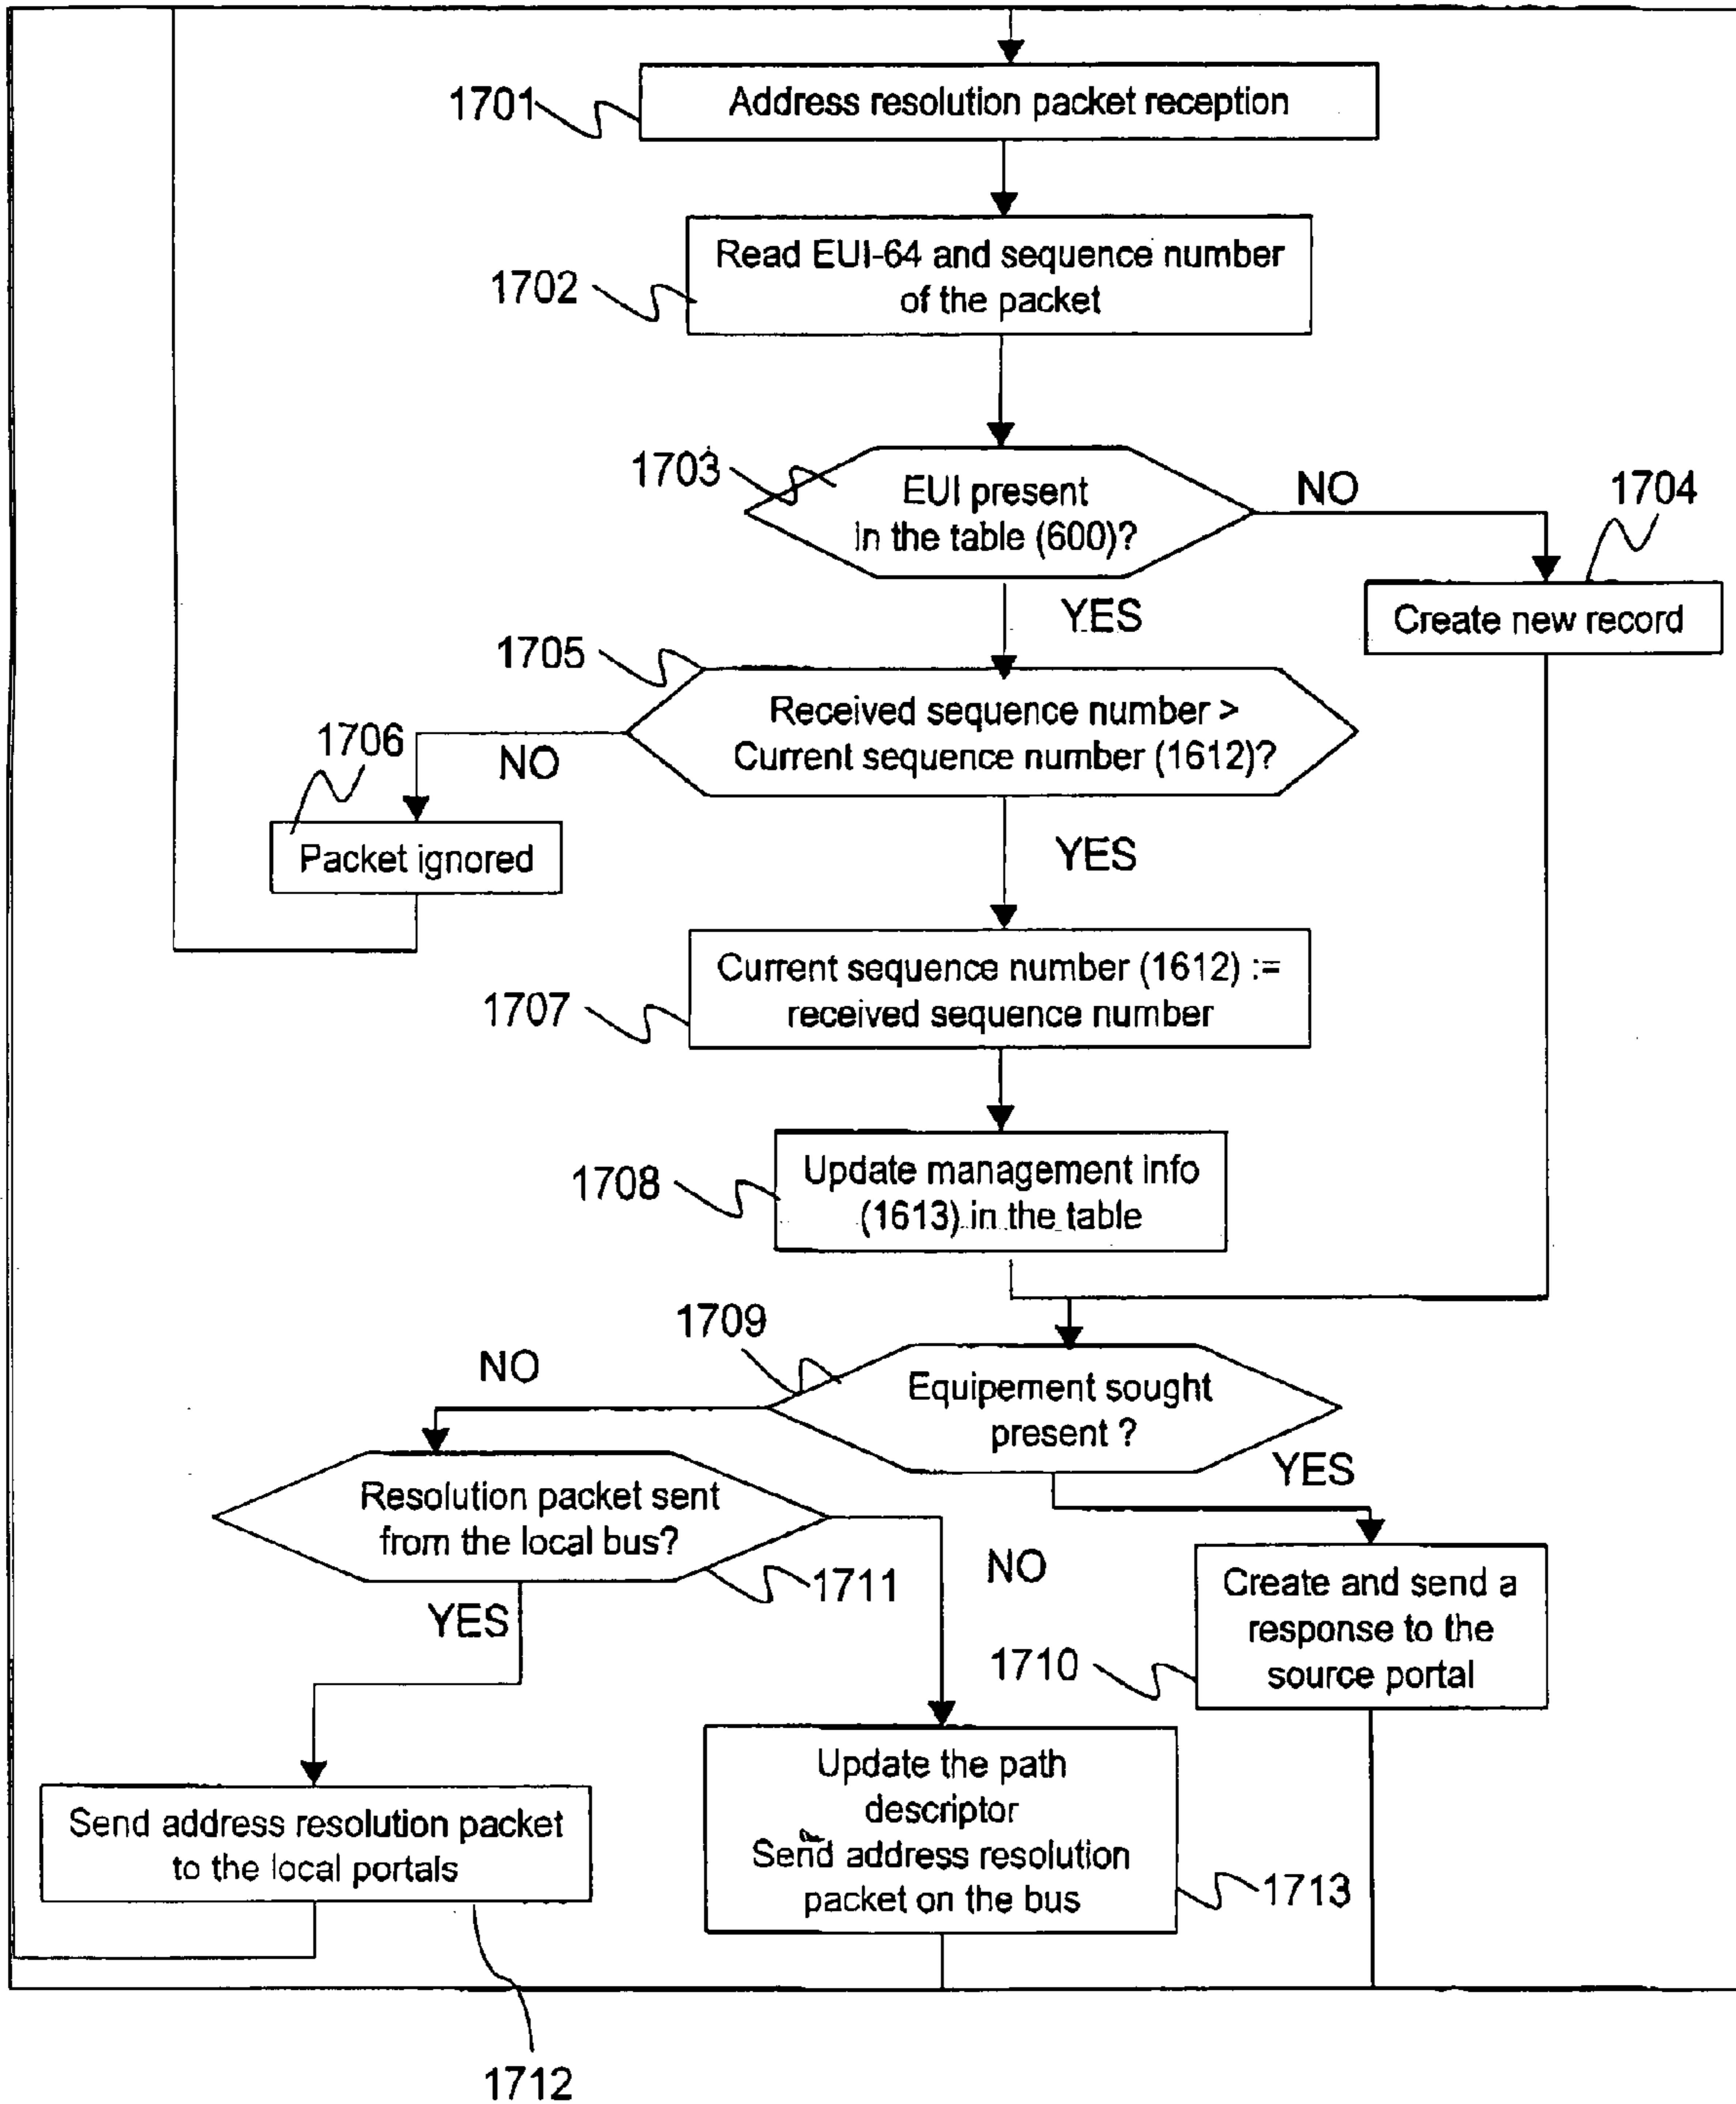 1701
Address resolution packet reception
1702
Read EUI-64 and sequence number
of the packet
1703
EUI present
in the table (600)?
NO
1704
Create new record
YES
1705
Received sequence number >
Current sequence number (1612)?
1706
NO
Packet ignored
YES
1707
Current sequence number (1612) :=
received sequence number
1708
Update management info
(1613) in the table
1709
NO
Equipement sought
present ?
YES
Resolution packet sent
from the local bus?
1711
NO
YES
Create and send a
response to the
source portal
1710
Send address resolution packet
to the local portals
Update the path
descriptor
Send address resolution
packet on the bus
1713
1712